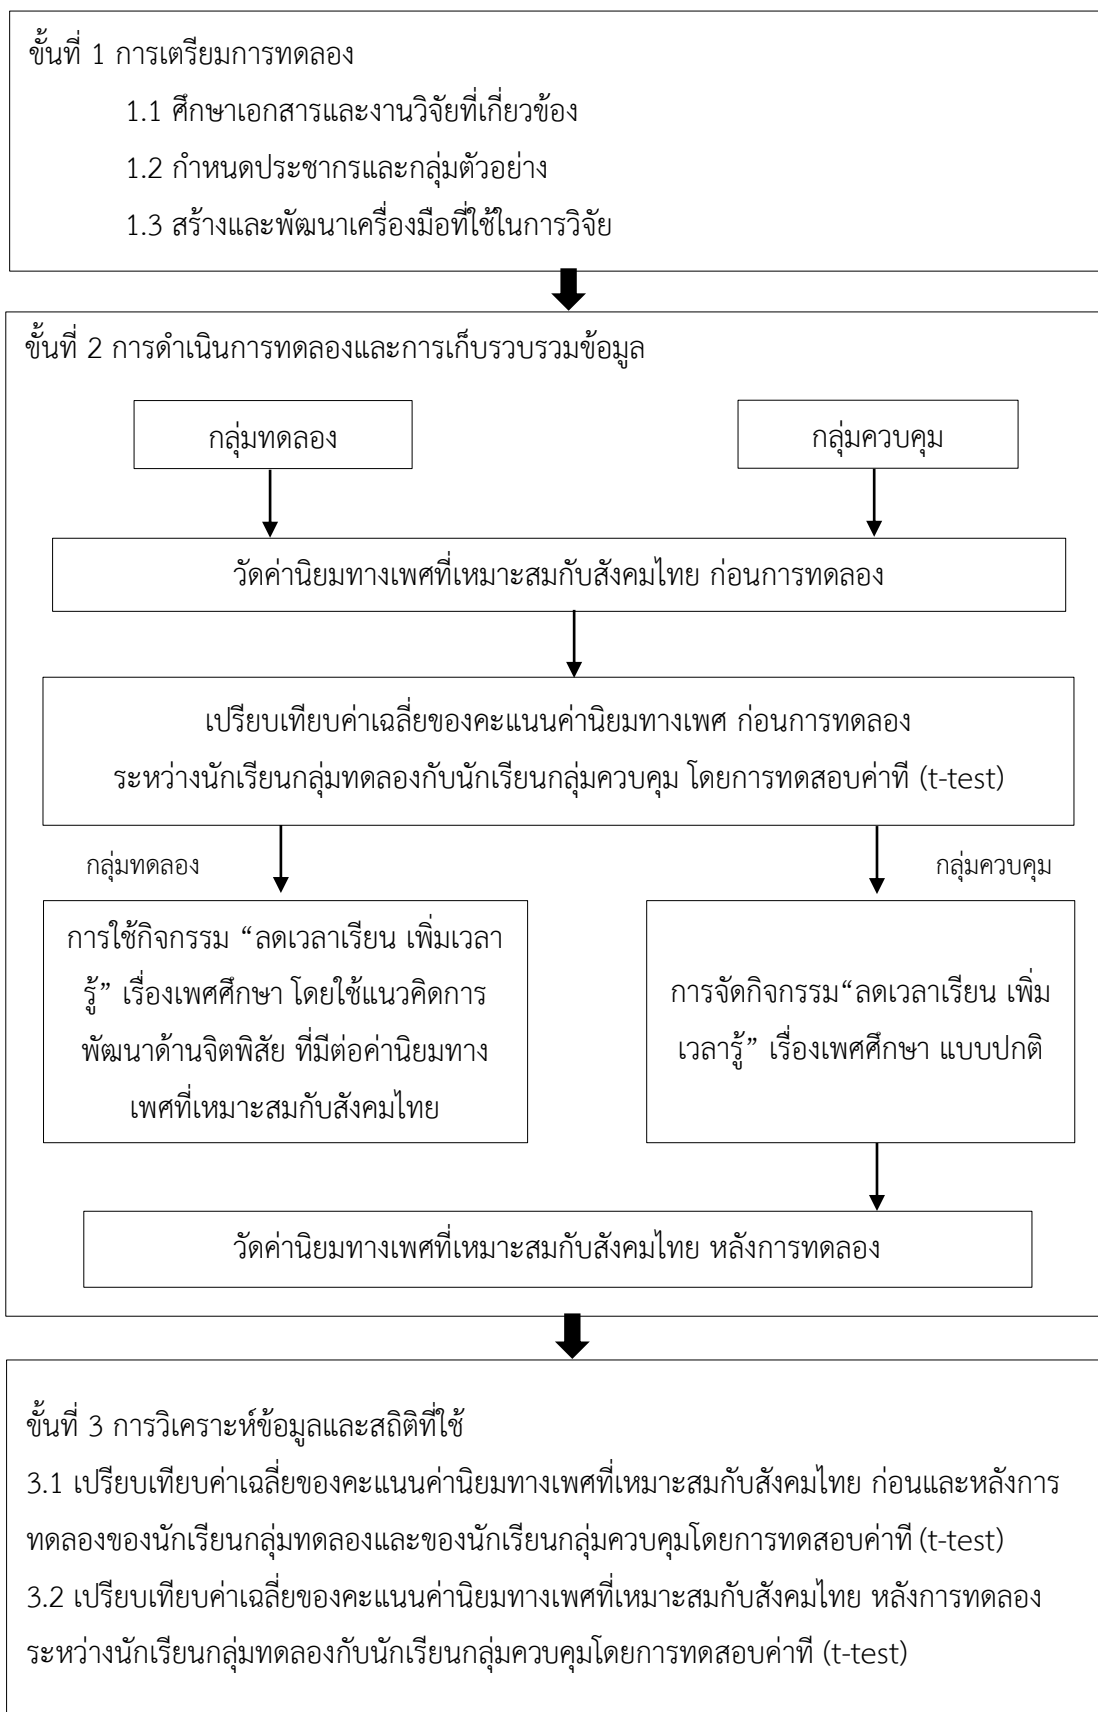 ขั้นที่ 1 การเตรียมการทดลอง
1.1 ศึกษาเอกสารและงานวิจัยที่เกี่ยวข้อง
1.2 กำหนดประชากรและกลุ่มตัวอย่าง
1.3 สร้างและพัฒนาเครื่องมือที่ใช้ในการวิจัย
ขั้นที่ 2 การดำเนินการทดลองและการเก็บรวบรวมข้อมูล
กลุ่มทดลอง
กลุ่มควบคุม
วัดค่านิยมทางเพศที่เหมาะสมกับสังคมไทย ก่อนการทดลอง
เปรียบเทียบค่าเฉลี่ยของคะแนนค่านิยมทางเพศ ก่อนการทดลอง
ระหว่างนักเรียนกลุ่มทดลองกับนักเรียนกลุ่มควบคุม โดยการทดสอบค่าที (t-test)
กลุ่มทดลอง
กลุ่มควบคุม
การใช้กิจกรรม “ลดเวลาเรียน เพิ่มเวลา
รู้” เรื่องเพศศึกษา โดยใช้แนวคิดการ
พัฒนาด้านจิตพิสัย ที่มีต่อค่านิยมทาง
เพศที่เหมาะสมกับสังคมไทย
การจัดกิจกรรม“ลดเวลาเรียน เพิ่ม
เวลารู้” เรื่องเพศศึกษา แบบปกติ
วัดค่านิยมทางเพศที่เหมาะสมกับสังคมไทย หลังการทดลอง
ขั้นที่ 3 การวิเคราะห์ข้อมูลและสถิติที่ใช้
3.1 เปรียบเทียบค่าเฉลี่ยของคะแนนค่านิยมทางเพศที่เหมาะสมกับสังคมไทย ก่อนและหลังการ
ทดลองของนักเรียนกลุ่มทดลองและของนักเรียนกลุ่มควบคุมโดยการทดสอบค่าที (t-test)
3.2 เปรียบเทียบค่าเฉลี่ยของคะแนนค่านิยมทางเพศที่เหมาะสมกับสังคมไทย หลังการทดลอง
ระหว่างนักเรียนกลุ่มทดลองกับนักเรียนกลุ่มควบคุมโดยการทดสอบค่าที (t-test)